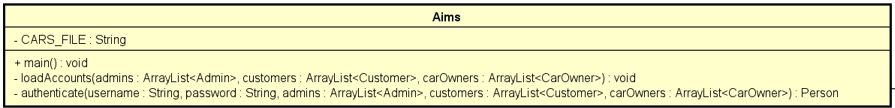 Aims
- CARS_FILE : String
+ main() : void
- loadAccounts(admins : ArrayList<Admin>, customers : ArrayList<Customer>, carOwners : ArrayList<CarOwner>) : void
- authenticate(username : String, password : String, admins : ArrayList<Admin>, customers : ArrayList<Customer>, carOwners : ArrayList<CarOwner>) : Person